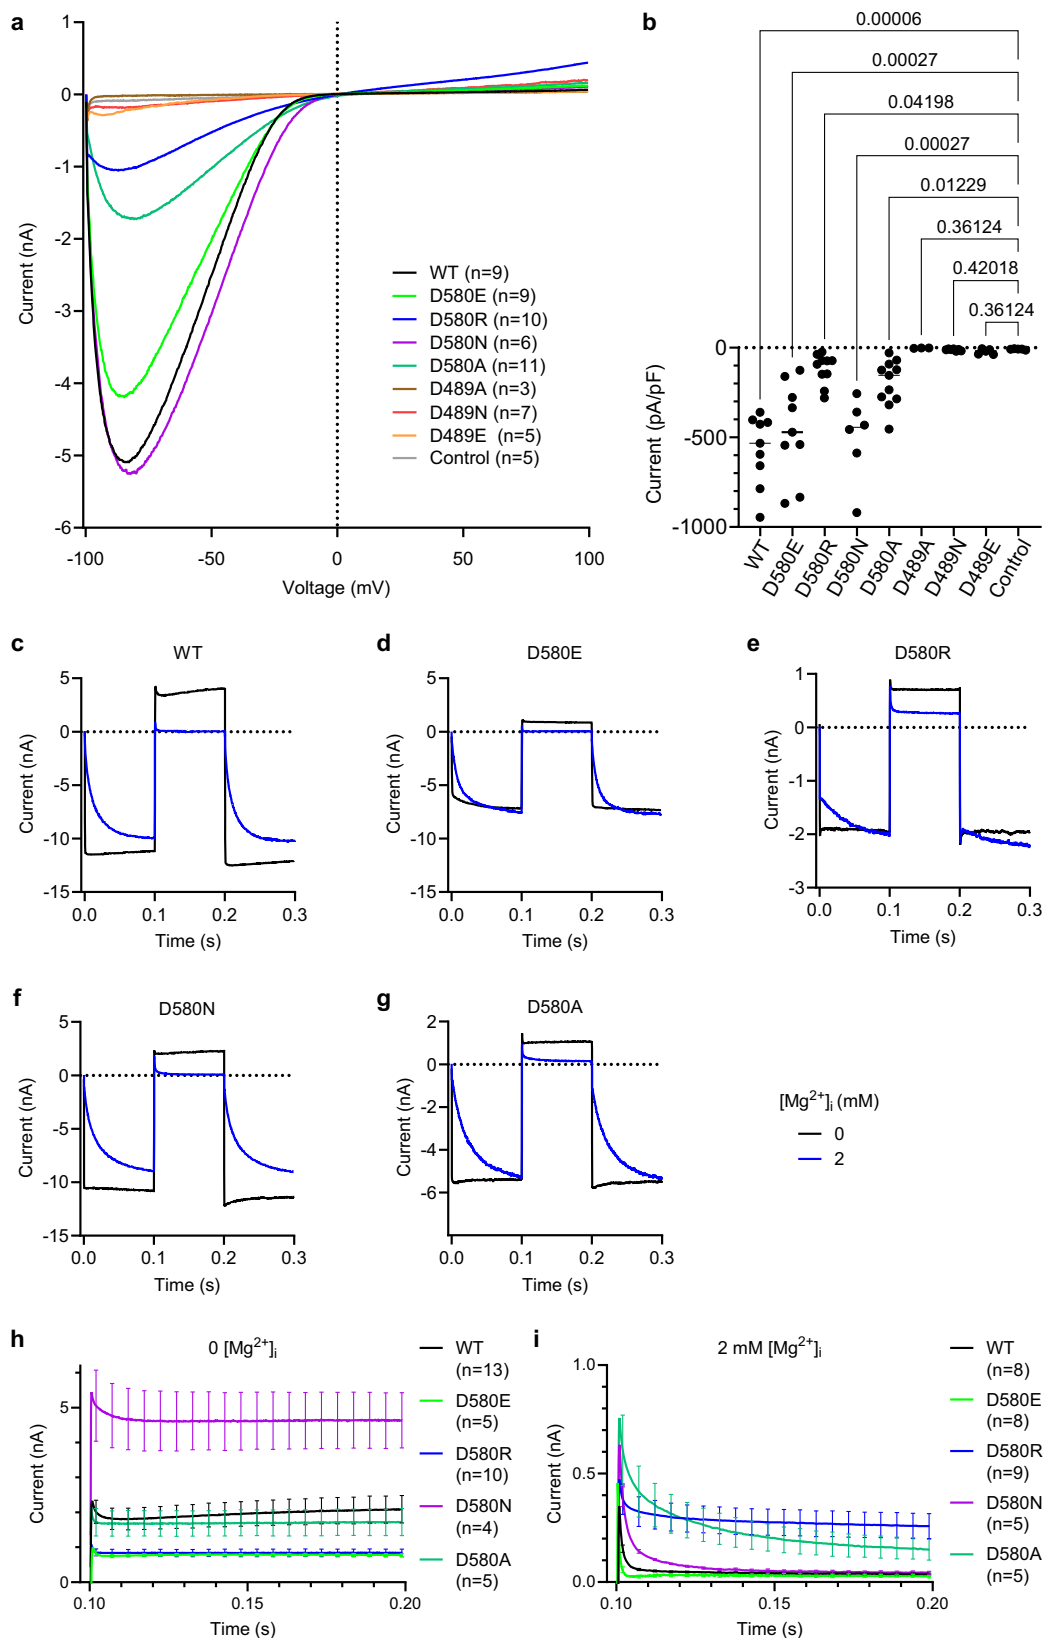 a
1
0
-1
-2
-3
-4
-5
-6
Current (nA)
-100
-50
0
50
100
Voltage (mV)
WT (n=9)
D580E (n=9)
D580R (n=10)
D580N (n=6)
D580A (n=11)
D489A (n=3)
D489N (n=7)
D489E (n=5)
Control (n=5)
b
0.00006
0.00027
0.04198
0.00027
0.01229
0.36124
0.42018
0.36124
0
-500
-1000
Current (pA/pF)
WT
D580E
D580R
D580N
D580A
D489A
D489N
D489E
Control
c
WT
5
0
-5
-10
-15
Current (nA)
0.0
0.1
0.2
0.3
Time (s)
d
D580E
5
0
-5
-10
-15
Current (nA)
0.0
0.1
0.2
0.3
Time (s)
e
D580R
1
0
-1
-2
-3
Current (nA)
0.0
0.1
0.2
0.3
Time (s)
f
D580N
5
0
-5
-10
-15
Current (nA)
0.0
0.1
0.2
0.3
Time (s)
g
D580A
2
0
-2
-4
-6
Current (nA)
0.0
0.1
0.2
0.3
Time (s)
[Mg²⁺]ᵢ (mM)
0
2
h
0 [Mg²⁺]ᵢ
5
0
Current (nA)
0.10
0.15
0.20
Time (s)
WT
(n=13)
D580E
(n=5)
D580R
(n=10)
D580N
(n=4)
D580A
(n=5)
i
2 mM [Mg²⁺]ᵢ
1.0
0.5
0.0
Current (nA)
0.10
0.15
0.20
Time (s)
WT
(n=8)
D580E
(n=8)
D580R
(n=9)
D580N
(n=5)
D580A
(n=5)